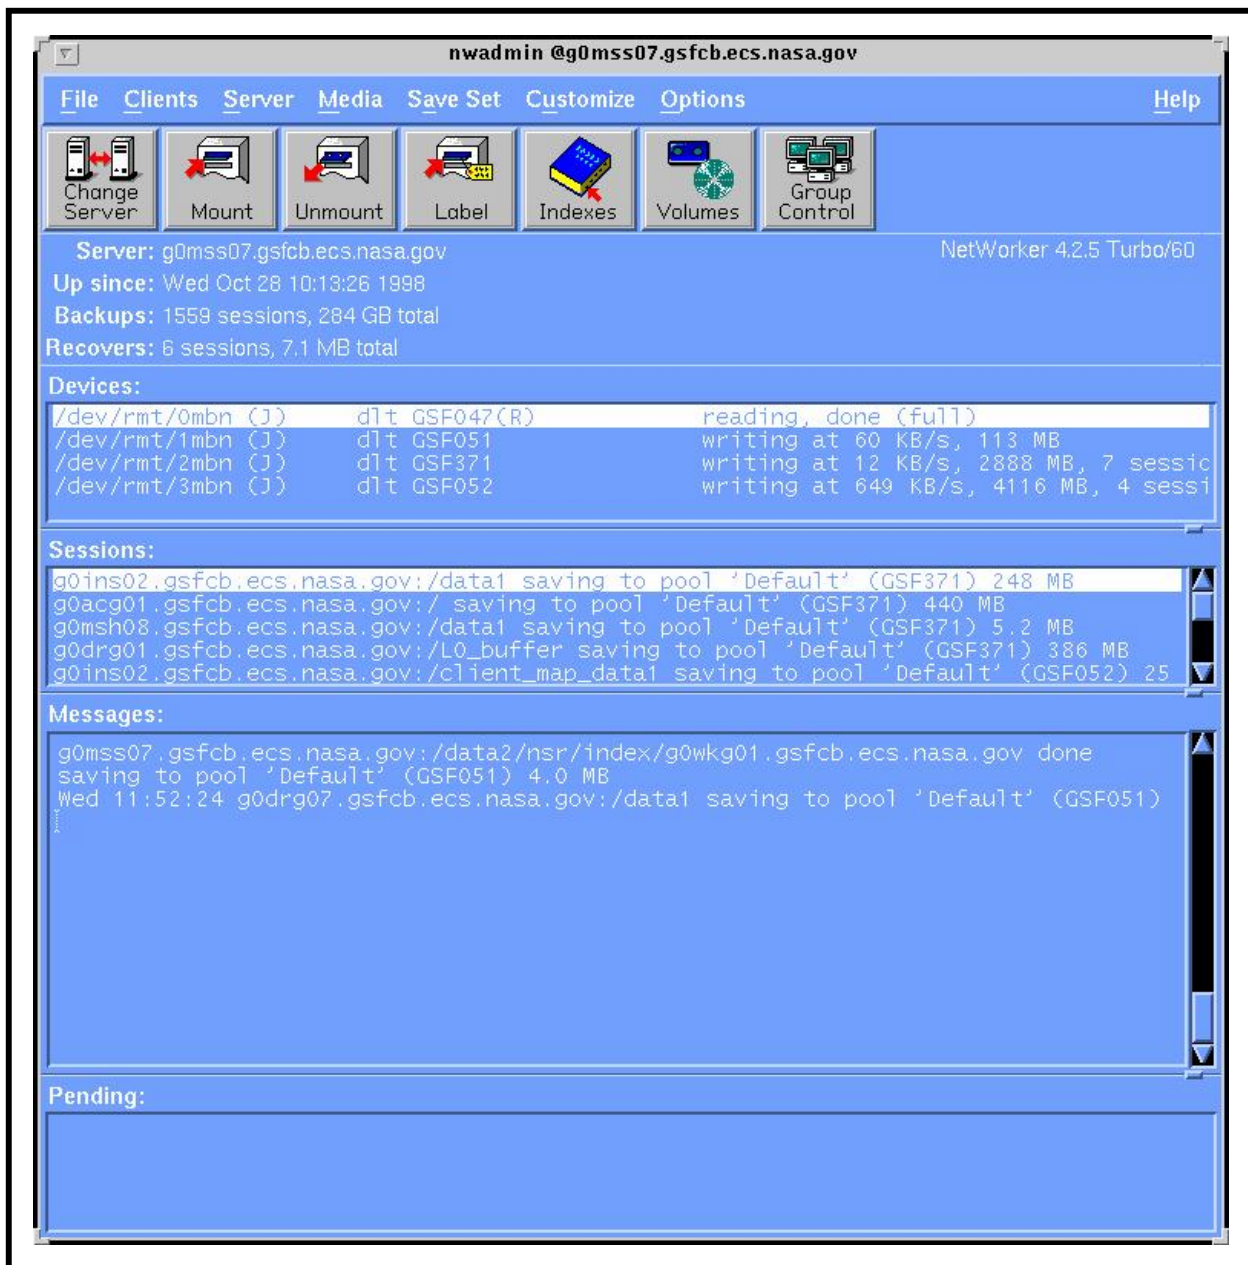 nwadmin @g0mss07.gsfcb.ecs.nasa.gov
File Clients Server Media Save Set Customize Options Help
Change Server Mount Unmount Label Indexes Volumes Group Control
Server: g0mss07.gsfcb.ecs.nasa.gov NetWorker 4.2.5 Turbo/60
Up since: Wed Oct 28 10:13:26 1998
Backups: 1559 sessions, 284 GB total
Recovers: 6 sessions, 7.1 MB total
Devices:
/dev/rmt/0mbn (J) dlt GSF047(R) reading, done (full)
/dev/rmt/1mbn (J) dlt GSF051 writing at 60 KB/s, 113 MB
/dev/rmt/2mbn (J) dlt GSF371 writing at 12 KB/s, 2888 MB, 7 sessic
/dev/rmt/3mbn (J) dlt GSF052 writing at 649 KB/s, 4116 MB, 4 sessi
Sessions:
g0ins02.gsfcb.ecs.nasa.gov:/data1 saving to pool 'Default' (GSF371) 248 MB
g0acg01.gsfcb.ecs.nasa.gov:/ saving to pool 'Default' (GSF371) 440 MB
g0msh08.gsfcb.ecs.nasa.gov:/data1 saving to pool 'Default' (GSF371) 5.2 MB
g0drg01.gsfcb.ecs.nasa.gov:/L0_buffer saving to pool 'Default' (GSF371) 386 MB
g0ins02.gsfcb.ecs.nasa.gov:/client_map_data1 saving to pool 'Default' (GSF052) 25
Messages:
g0mss07.gsfcb.ecs.nasa.gov:/data2/nsr/index/g0wkg01.gsfcb.ecs.nasa.gov done
saving to pool 'Default' (GSF051) 4.0 MB
Wed 11:52:24 g0drg07.gsfcb.ecs.nasa.gov:/data1 saving to pool 'Default' (GSF051)
Pending: